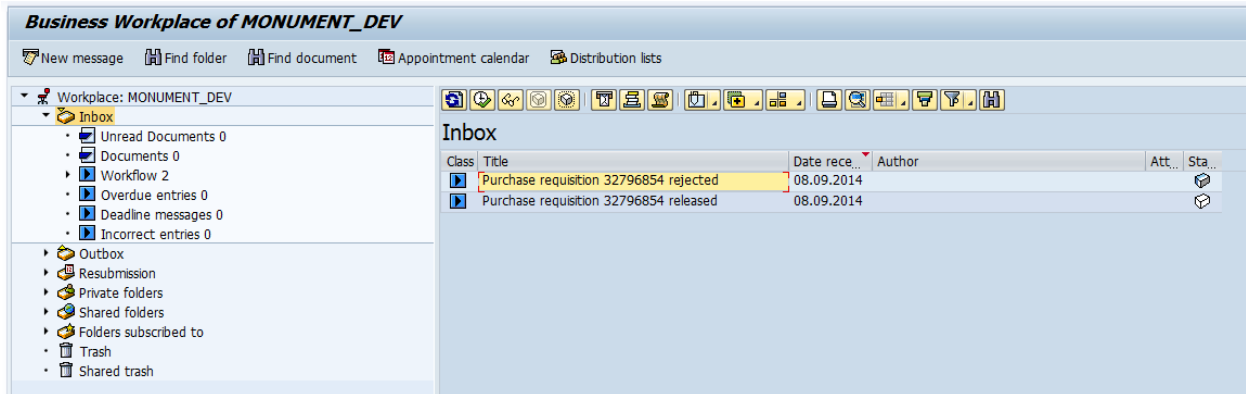 Business Workplace of MONUMENT_DEV
New message Find folder Find document Appointment calendar Distribution lists
Workplace: MONUMENT_DEV
Inbox
Unread Documents 0
Documents 0
Workflow 2
Overdue entries 0
Deadline messages 0
Incorrect entries 0
Outbox
Resubmission
Private folders
Shared folders
Folders subscribed to
Trash
Shared trash
Inbox
Class Title Date rece... Author Att... Sta...
Purchase requisition 32796854 rejected 08.09.2014
Purchase requisition 32796854 released 08.09.2014